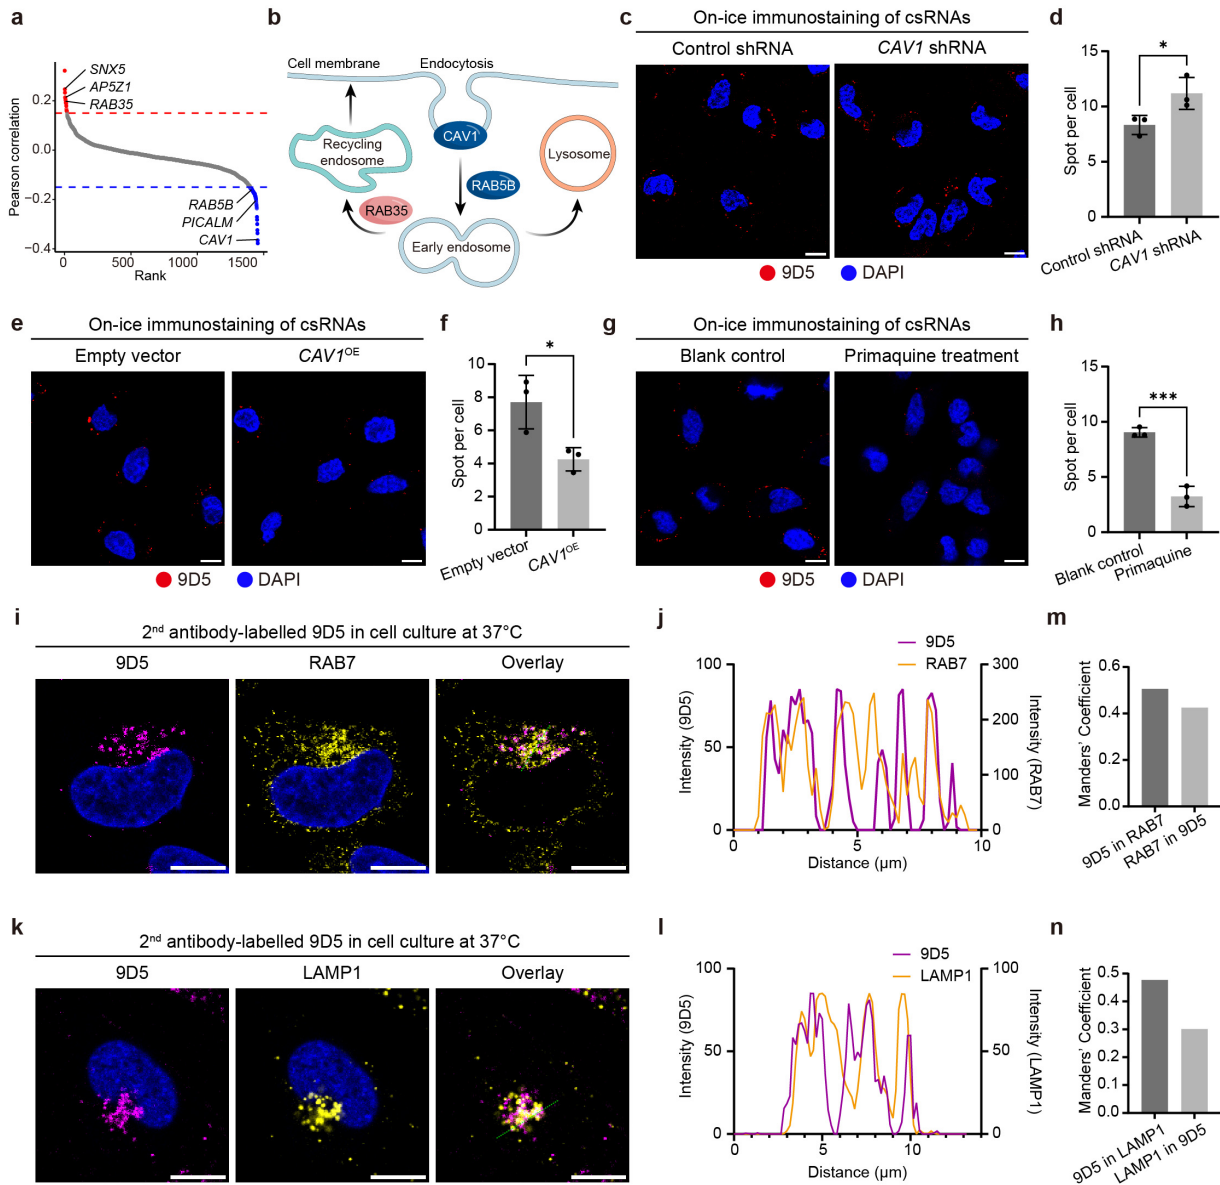 a
Pearson correlation
0.2
0.0
−0.2
−0.4
SNX5
AP5Z1
RAB35
RAB5B
PICALM
CAV1
0
500
1000
1500
Rank
b
Cell membrane
Endocytosis
CAV1
Recycling
endosome
Lysosome
RAB5B
RAB35
Early endosome
c
On-ice immunostaining of csRNAs
Control shRNA
CAV1 shRNA
9D5
DAPI
d
Spot per cell
15
10
5
0
*
Control shRNA
CAV1 shRNA
e
On-ice immunostaining of csRNAs
Empty vector
CAV1OE
9D5
DAPI
f
Spot per cell
10
8
6
4
2
0
*
Empty vector
CAV1OE
g
On-ice immunostaining of csRNAs
Blank control
Primaquine treatment
9D5
DAPI
h
Spot per cell
15
10
5
0
***
Blank control
Primaquine
i
2nd antibody-labelled 9D5 in cell culture at 37°C
9D5
RAB7
Overlay
j
9D5
RAB7
Intensity (9D5)
100
50
0
300
200
100
0
Intensity (RAB7)
0
5
10
Distance (μm)
m
Manders' Coefficient
0.6
0.4
0.2
0.0
9D5 in RAB7
RAB7 in 9D5
k
2nd antibody-labelled 9D5 in cell culture at 37°C
9D5
LAMP1
Overlay
l
9D5
LAMP1
Intensity (9D5)
100
50
0
100
50
0
Intensity (LAMP1)
0
5
10
Distance (μm)
n
Manders' Coefficient
0.5
0.4
0.3
0.2
0.1
0.0
9D5 in LAMP1
LAMP1 in 9D5